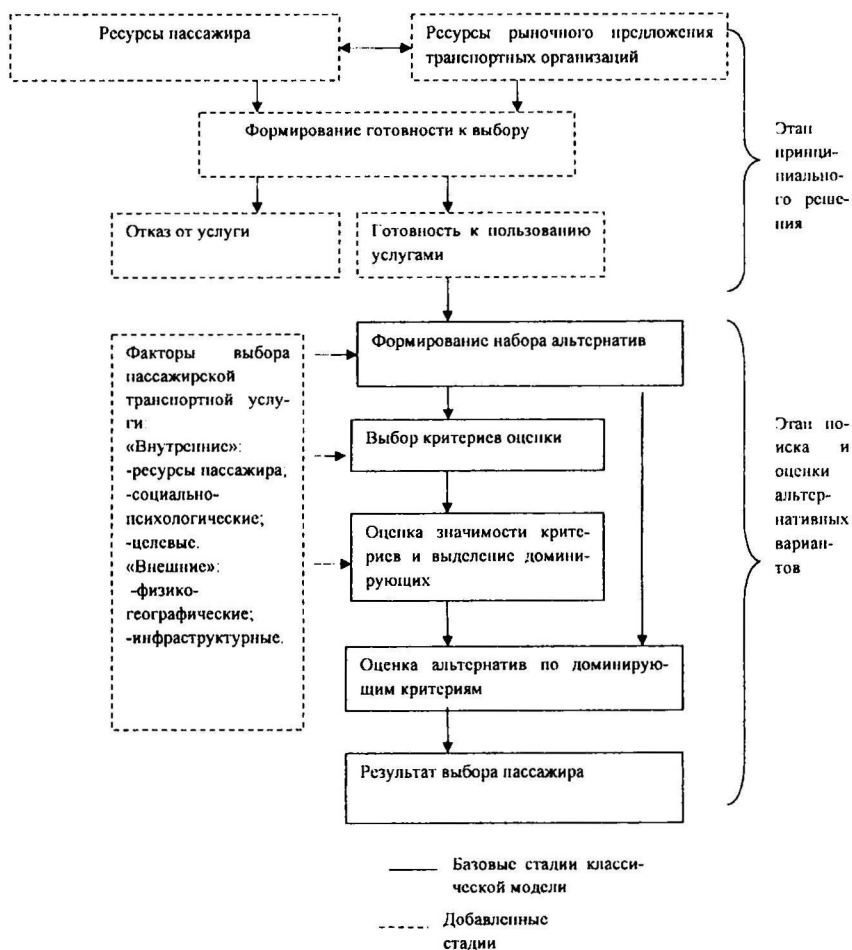 Ресурсы пассажира
Ресурсы рыночного предложения
транспортных организаций
Формирование готовности к выбору
Отказ от услуги
Готовность к пользованию
услугами
Этап
принци-
пиально-
го реше-
ния
Формирование набора альтернатив
Факторы выбора
пассажирской
транспортной услу-
ги:
«Внутренние»:
-ресурсы пассажира;
-социально-
психологические;
-целевые.
«Внешние»:
-физико-
географические;
-инфраструктурные.
Выбор критериев оценки
Оценка значимости крите-
риев и выделение домини-
рующих
Оценка альтернатив по доминирую-
щим критериям
Результат выбора пассажира
Этап по-
иска и
оценки
альтер-
нативных
вариан-
тов
Базовые стадии класси-
ческой модели
Добавленные
стадии